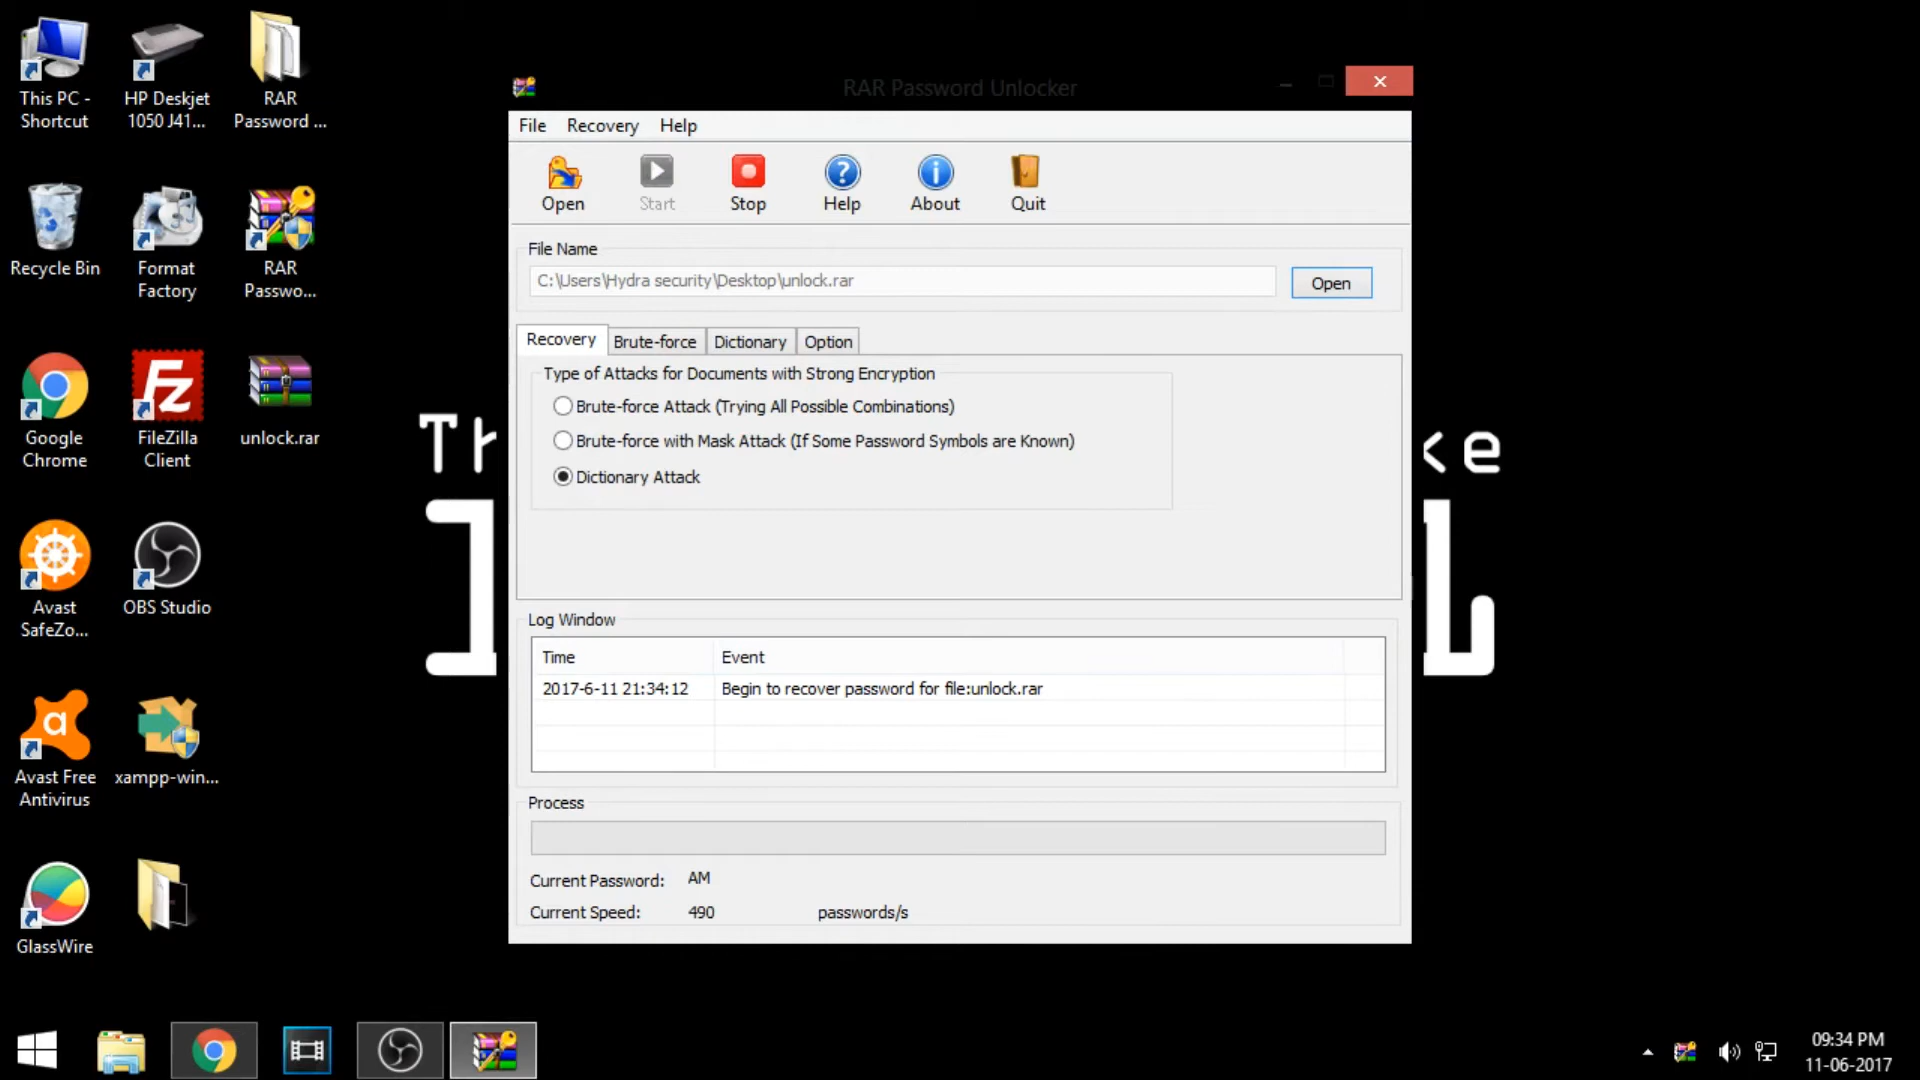 This PC -
Shortcut
HP Deskjet
1050 J41...
RAR
Password ...
Recycle Bin
Format
Factory
RAR
Passwo...
Google
Chrome
FileZilla
Client
unlock.rar
Avast
SafeZo...
OBS Studio
Avast Free
Antivirus
xampp-win...
GlassWire
RAR Password Unlocker
File Recovery Help
Open Start Stop Help About Quit
File Name
C:\Users\Hydra security\Desktop\unlock.rar Open
Recovery Brute-force Dictionary Option
Type of Attacks for Documents with Strong Encryption
Brute-force Attack (Trying All Possible Combinations)
Brute-force with Mask Attack (If Some Password Symbols are Known)
Dictionary Attack
Log Window
Time Event
2017-6-11 21:34:12 Begin to recover password for file:unlock.rar
Process
Current Password: AM
Current Speed: 490 passwords/s
09:34 PM
11-06-2017